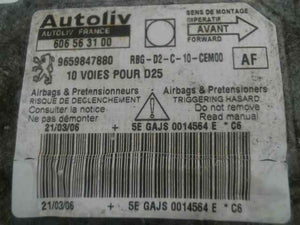 Autoliv
AUTOLIV FRANCE
606 56 31 00
SENS DE MONTAGE
IMPERATIF
AVANT
FORWARD
9659847880
RBG-D2-C-10-CEM00
10 VOIES POUR D25
AF
Airbags & Pretensionneurs
RISQUE DE DECLENCHEMENT
Consulter la notice
Ne pas enlever
21/03/06 + 5E GAJS 0014564 E * C6
Airbags & Pretensioners
TRIGGERING HASARD
Do not remove
Read manual
21/03/06 + 5E GAJS 0014564 E * C6